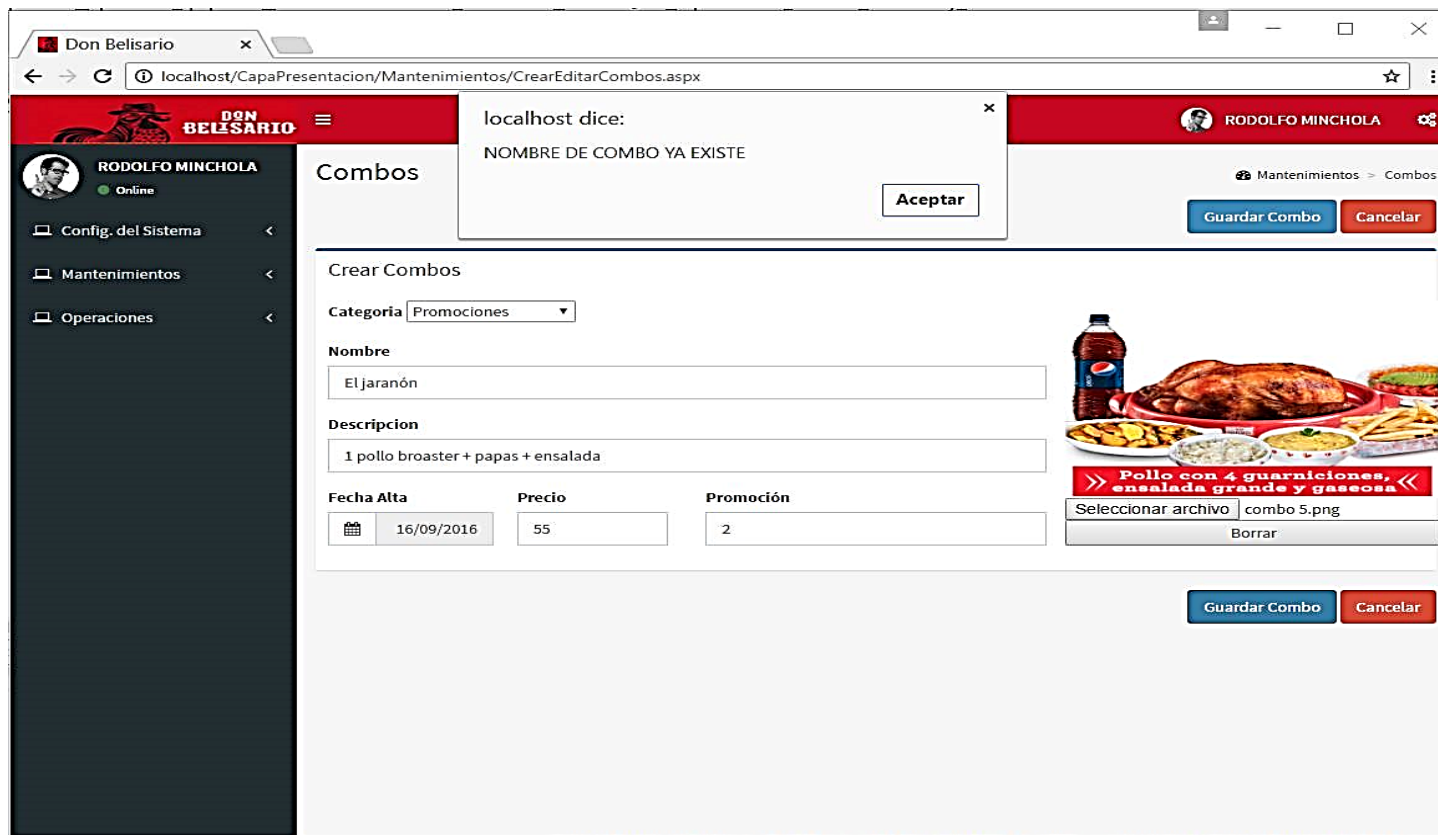 Don Belisario
localhost/CapaPresentacion/Mantenimientos/CrearEditarCombos.aspx
DON
BELISARIO
localhost dice:
NOMBRE DE COMBO YA EXISTE
Aceptar
RODOLFO MINCHOLA
RODOLFO MINCHOLA
Online
Config. del Sistema
Mantenimientos
Operaciones
Combos
Mantenimientos > Combos
Guardar Combo
Cancelar
Crear Combos
Categoria Promociones
Nombre
El jaranón
Descripcion
1 pollo broaster + papas + ensalada
Fecha Alta Precio Promoción
16/09/2016 55 2
Pollo con 4 guarniciones,
ensalada grande y gaseosa
Seleccionar archivo combo 5.png
Borrar
Guardar Combo
Cancelar